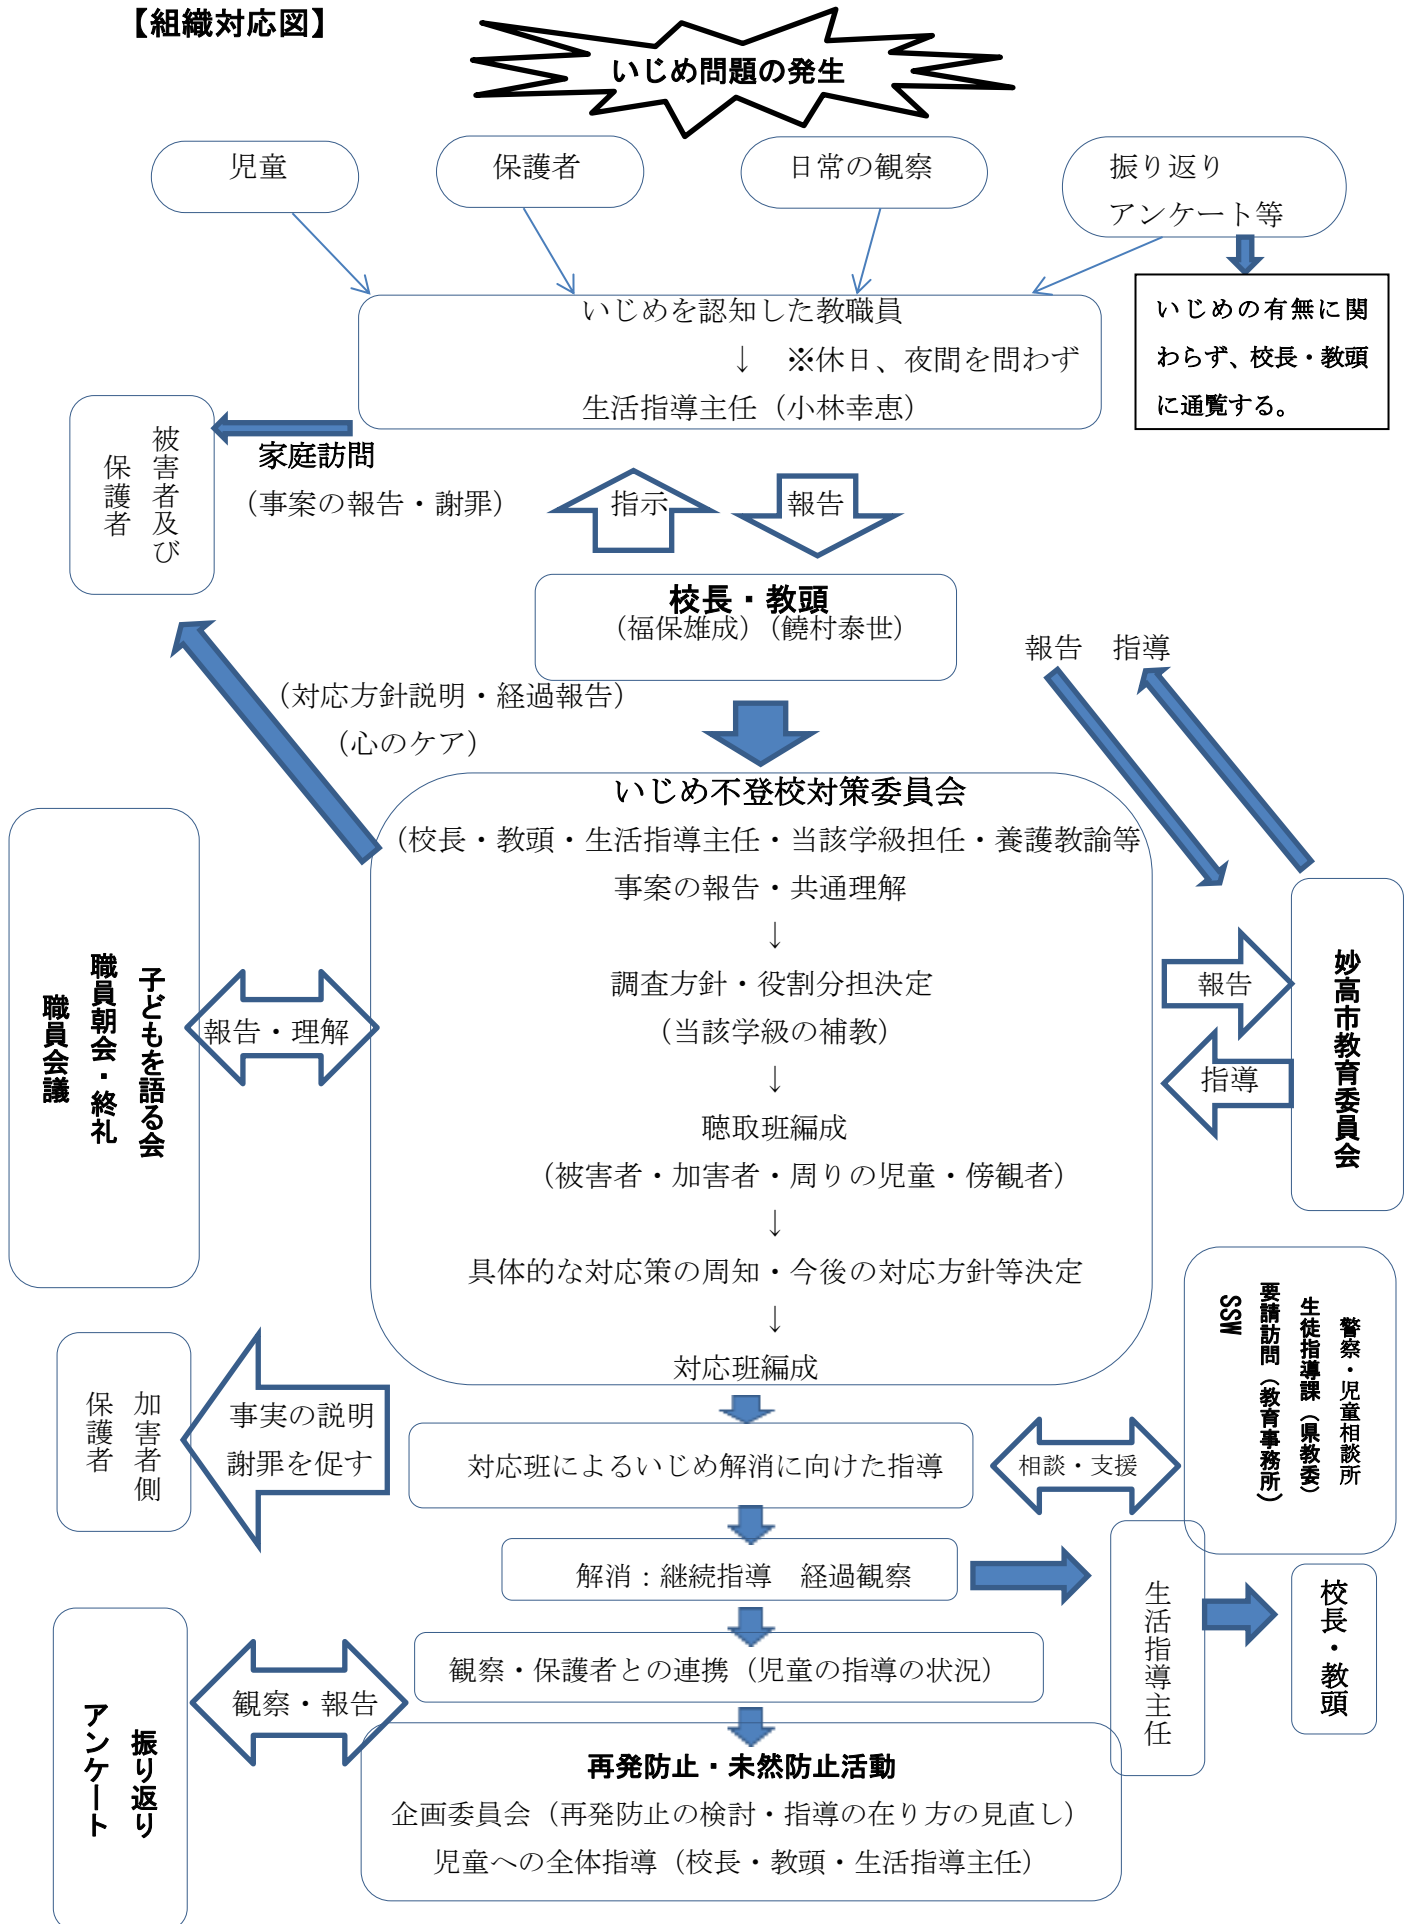 【組織対応図】
いじめ問題の発生
児童
保護者
日常の観察
振り返り
アンケート等
いじめを認知した教職員
↓　※休日、夜間を問わず
生活指導主任（小林幸恵）
いじめの有無に関
わらず、校長・教頭
に通覧する。
被害者及び
保護者
家庭訪問
（事案の報告・謝罪）
指示
報告
校長・教頭
（福保雄成）（饒村泰世）
報告　指導
（対応方針説明・経過報告）
（心のケア）
いじめ不登校対策委員会
（校長・教頭・生活指導主任・当該学級担任・養護教諭等
事案の報告・共通理解
↓
調査方針・役割分担決定
（当該学級の補教）
↓
聴取班編成
（被害者・加害者・周りの児童・傍観者）
↓
具体的な対応策の周知・今後の対応方針等決定
↓
対応班編成
子どもを語る会
職員朝会・終礼
職員会議
報告・理解
報告
指導
妙高市教育委員会
警察・児童相談所
生徒指導課（県教委）
要請訪問（教育事務所）
SSW
加害者側
保護者
事実の説明
謝罪を促す
対応班によるいじめ解消に向けた指導
相談・支援
解消：継続指導　経過観察
生活指導主任
校長・教頭
観察・保護者との連携（児童の指導の状況）
振り返り
アンケート
観察・報告
再発防止・未然防止活動
企画委員会（再発防止の検討・指導の在り方の見直し）
児童への全体指導（校長・教頭・生活指導主任）